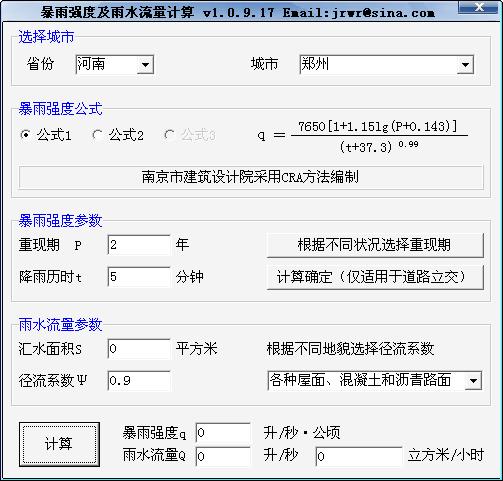 暴雨强度及雨水流量计算 v1.0.9.17 Email:jrwr@sina.com
选择城市
省份 河南 城市 郑州
暴雨强度公式
公式1 公式2 公式3 q = 7650[1+1.15lg(P+0.143)] / (t+37.3)^0.99
南京市建筑设计院采用CRA方法编制
暴雨强度参数
重现期 P 2 年 根据不同状况选择重现期
降雨历时t 5 分钟 计算确定（仅适用于道路立交）
雨水流量参数
汇水面积S 0 平方米 根据不同地貌选择径流系数
径流系数Ψ 0.9 各种屋面、混凝土和沥青路面
计算
暴雨强度q 0 升/秒·公顷
雨水流量Q 0 升/秒 0 立方米/小时